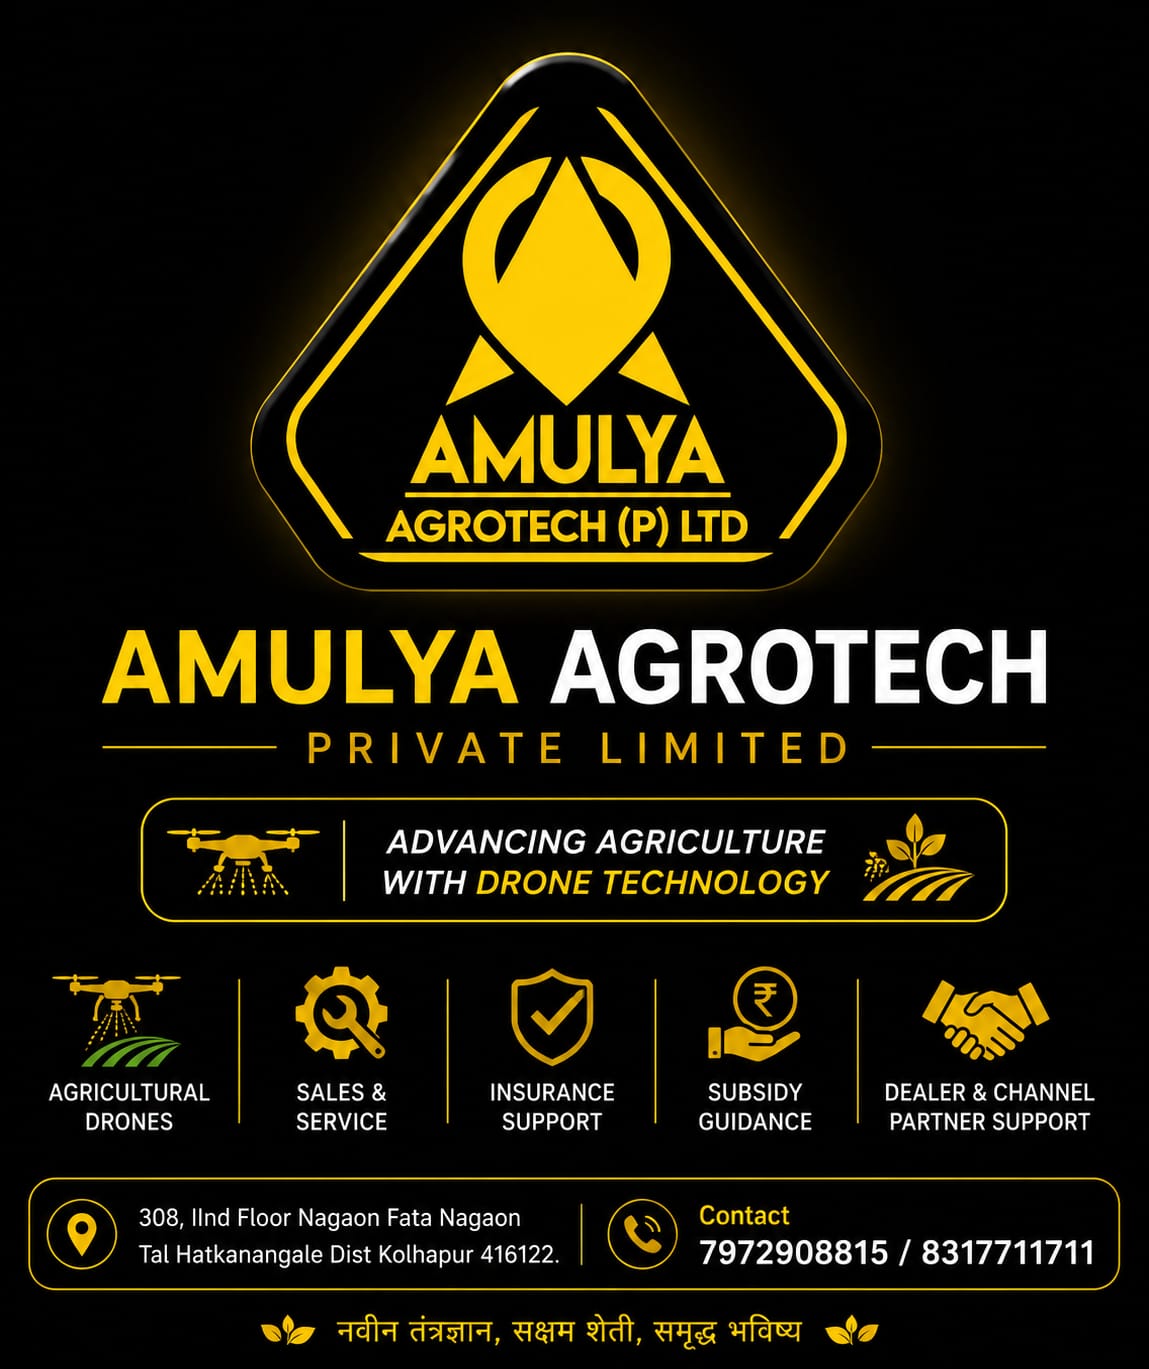 AMULYA
AGROTECH (P) LTD
AMULYA AGROTECH
PRIVATE LIMITED
ADVANCING AGRICULTURE
WITH DRONE TECHNOLOGY
AGRICULTURAL
DRONES
SALES &
SERVICE
INSURANCE
SUPPORT
₹
SUBSIDY
GUIDANCE
DEALER & CHANNEL
PARTNER SUPPORT
308, IInd Floor Nagaon Fata Nagaon
Tal Hatkanangale Dist Kolhapur 416122.
Contact
7972908815 / 8317711711
नवीन तंत्रज्ञान, सक्षम शेती, समृद्ध भविष्य